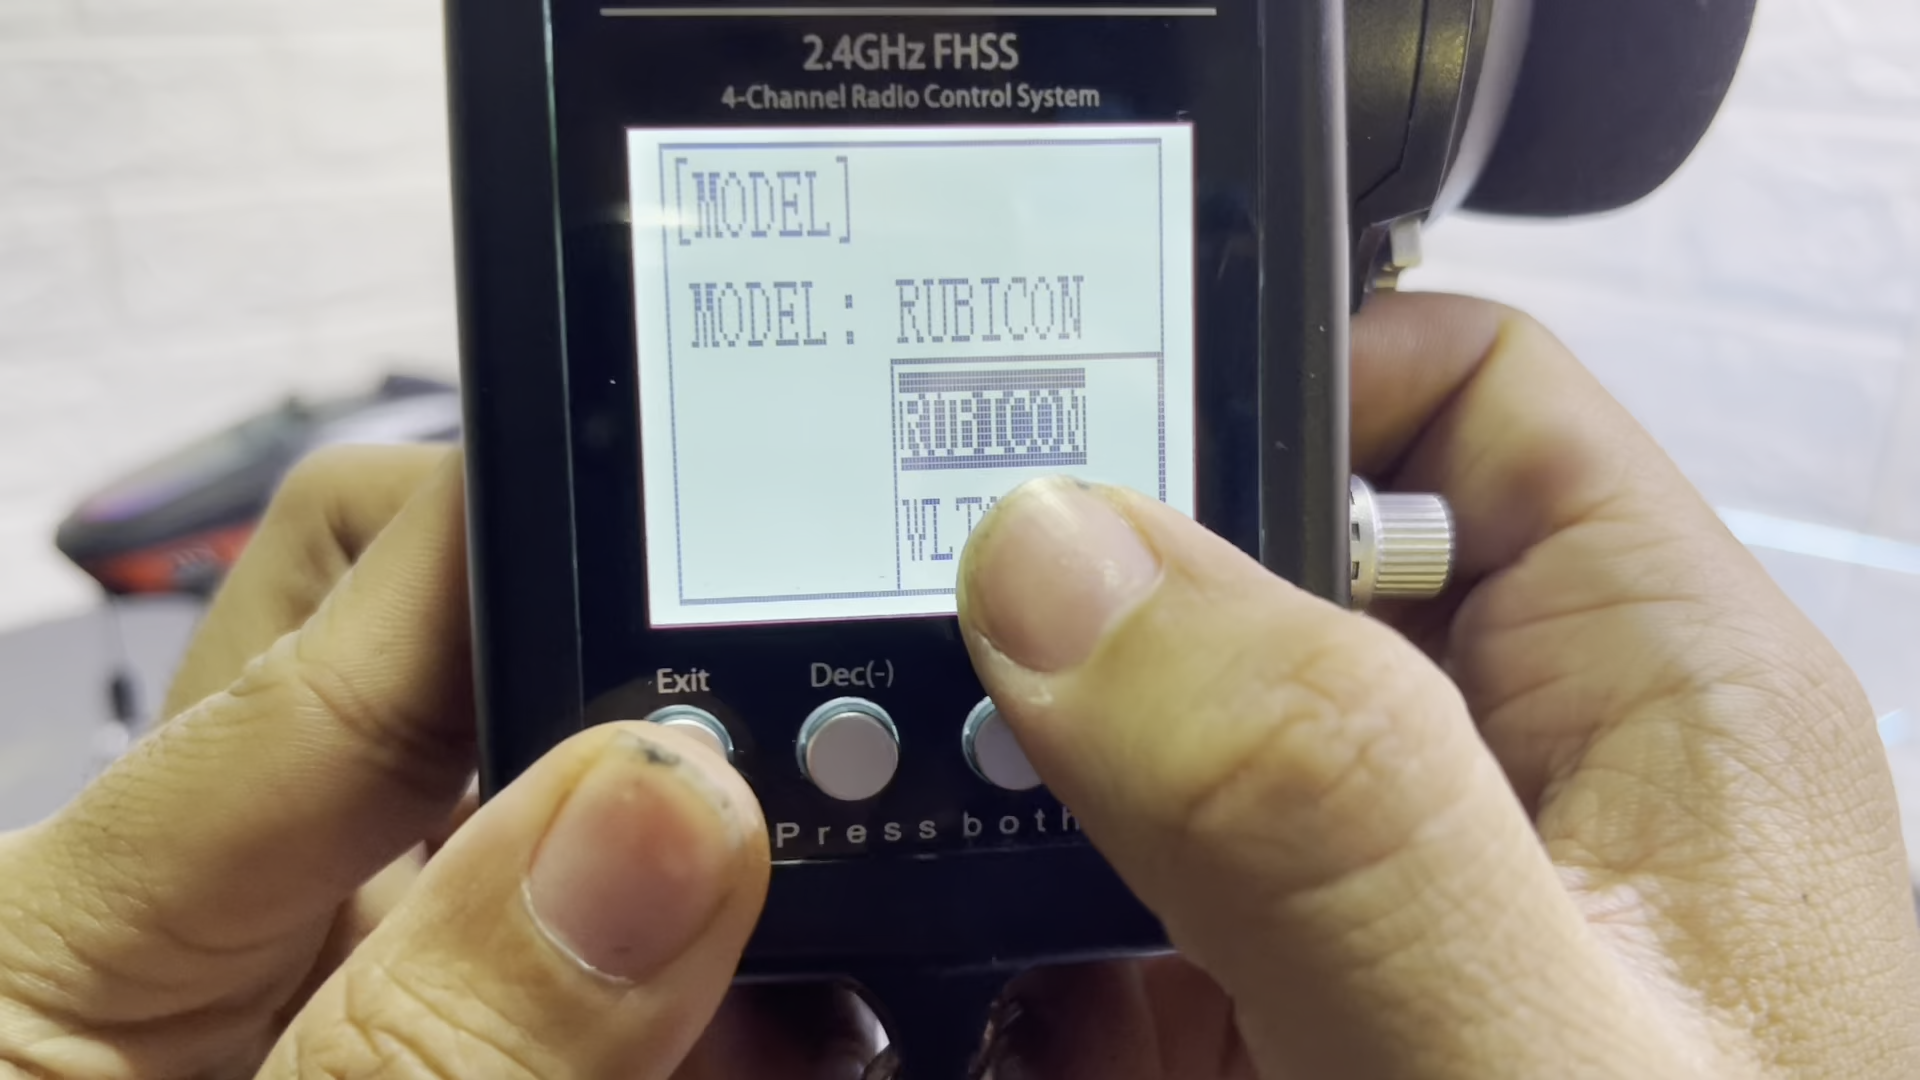 2.4GHz FHSS
4-Channel Radio Control System
[MODEL]
MODEL: RUBICON
RUBICON
Exit Dec(-)
Press both